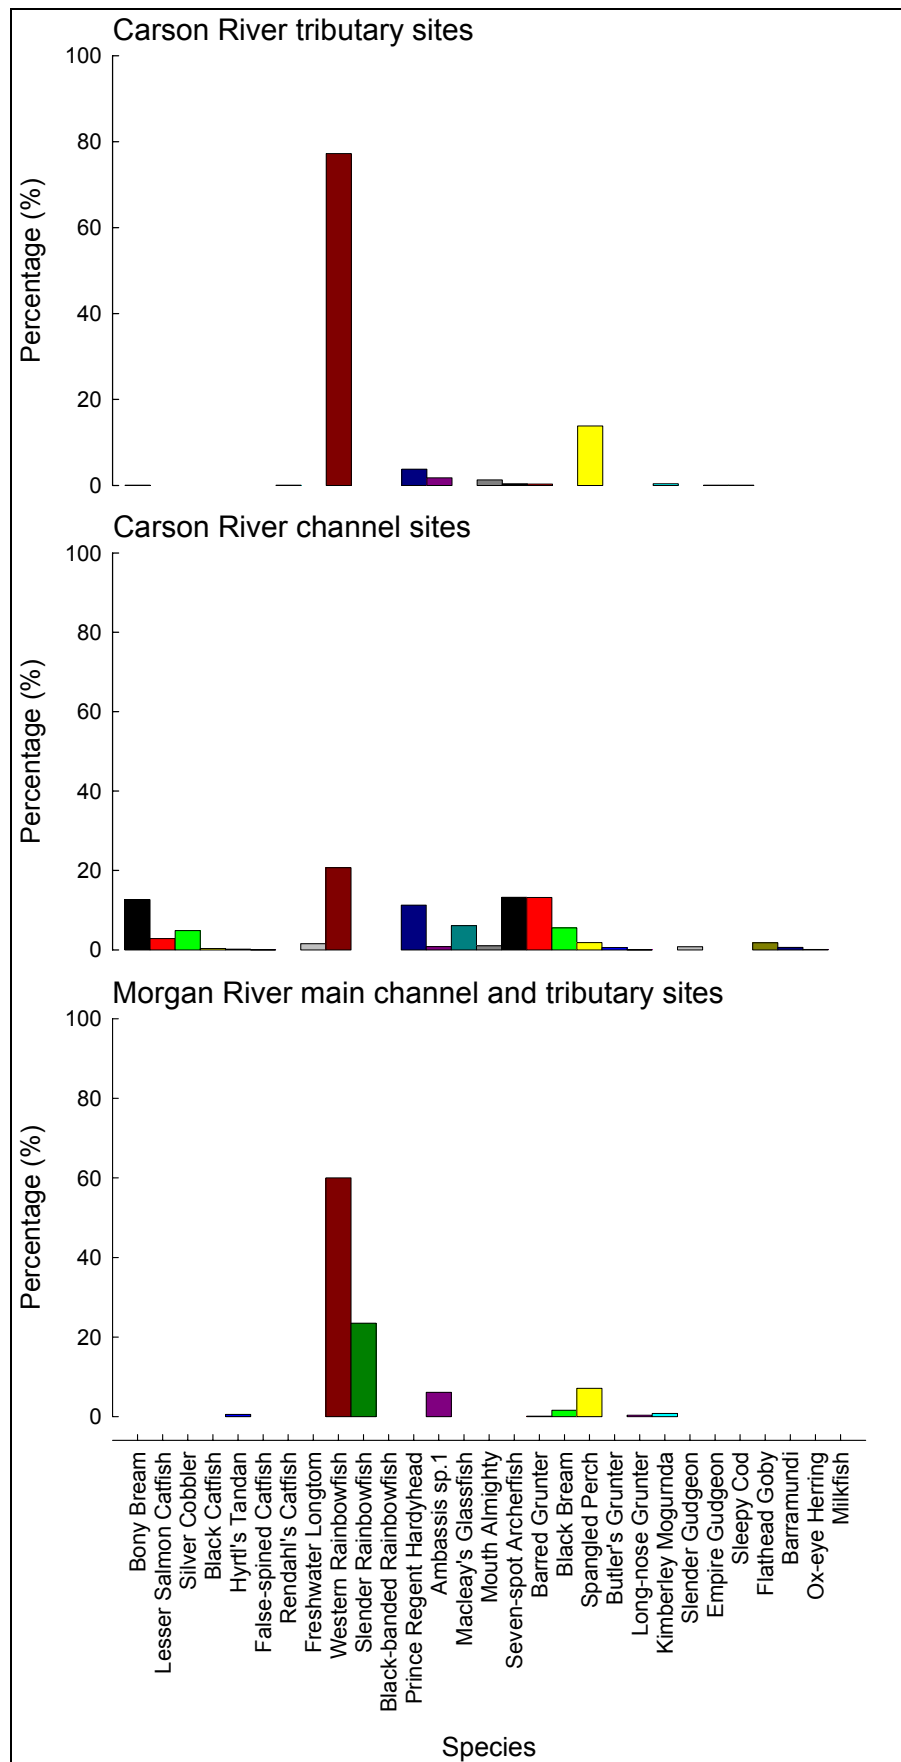 Carson River tributary sites
100
80
60
40
20
0
Percentage (%)
Carson River channel sites
100
80
60
40
20
0
Percentage (%)
Morgan River main channel and tributary sites
100
80
60
40
20
0
Percentage (%)
Bony Bream
Lesser Salmon Catfish
Silver Cobbler
Black Catfish
Hyrtl's Tandan
False-spined Catfish
Rendahl's Catfish
Freshwater Longtom
Western Rainbowfish
Slender Rainbowfish
Black-banded Rainbowfish
Prince Regent Hardyhead
Ambassis sp.1
Macleay's Glassfish
Mouth Almighty
Seven-spot Archerfish
Barred Grunter
Black Bream
Spangled Perch
Butler's Grunter
Long-nose Grunter
Kimberley Mogurnda
Slender Gudgeon
Empire Gudgeon
Sleepy Cod
Flathead Goby
Barramundi
Ox-eye Herring
Milkfish
Species